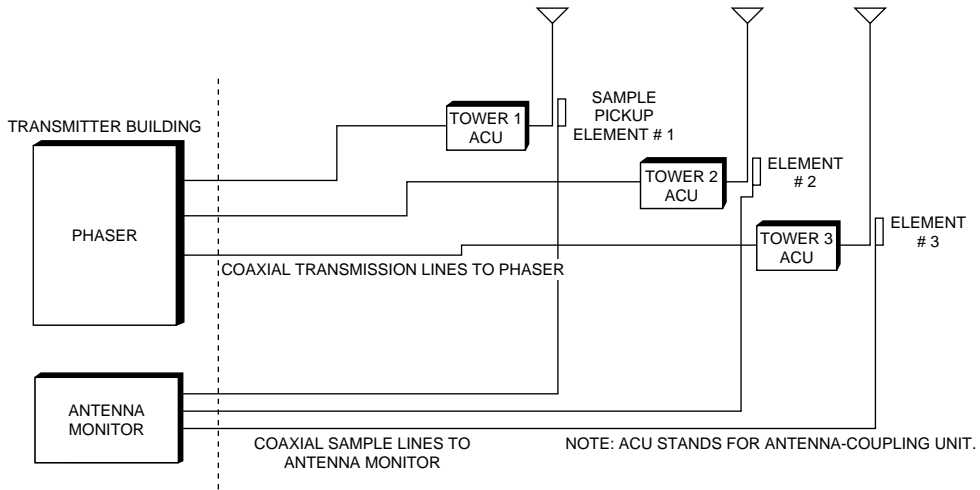 TRANSMITTER BUILDING
PHASER
TOWER 1
ACU
SAMPLE
PICKUP
ELEMENT # 1
TOWER 2
ACU
ELEMENT
# 2
TOWER 3
ACU
ELEMENT
# 3
COAXIAL TRANSMISSION LINES TO PHASER
ANTENNA
MONITOR
COAXIAL SAMPLE LINES TO
ANTENNA MONITOR
NOTE: ACU STANDS FOR ANTENNA-COUPLING UNIT.